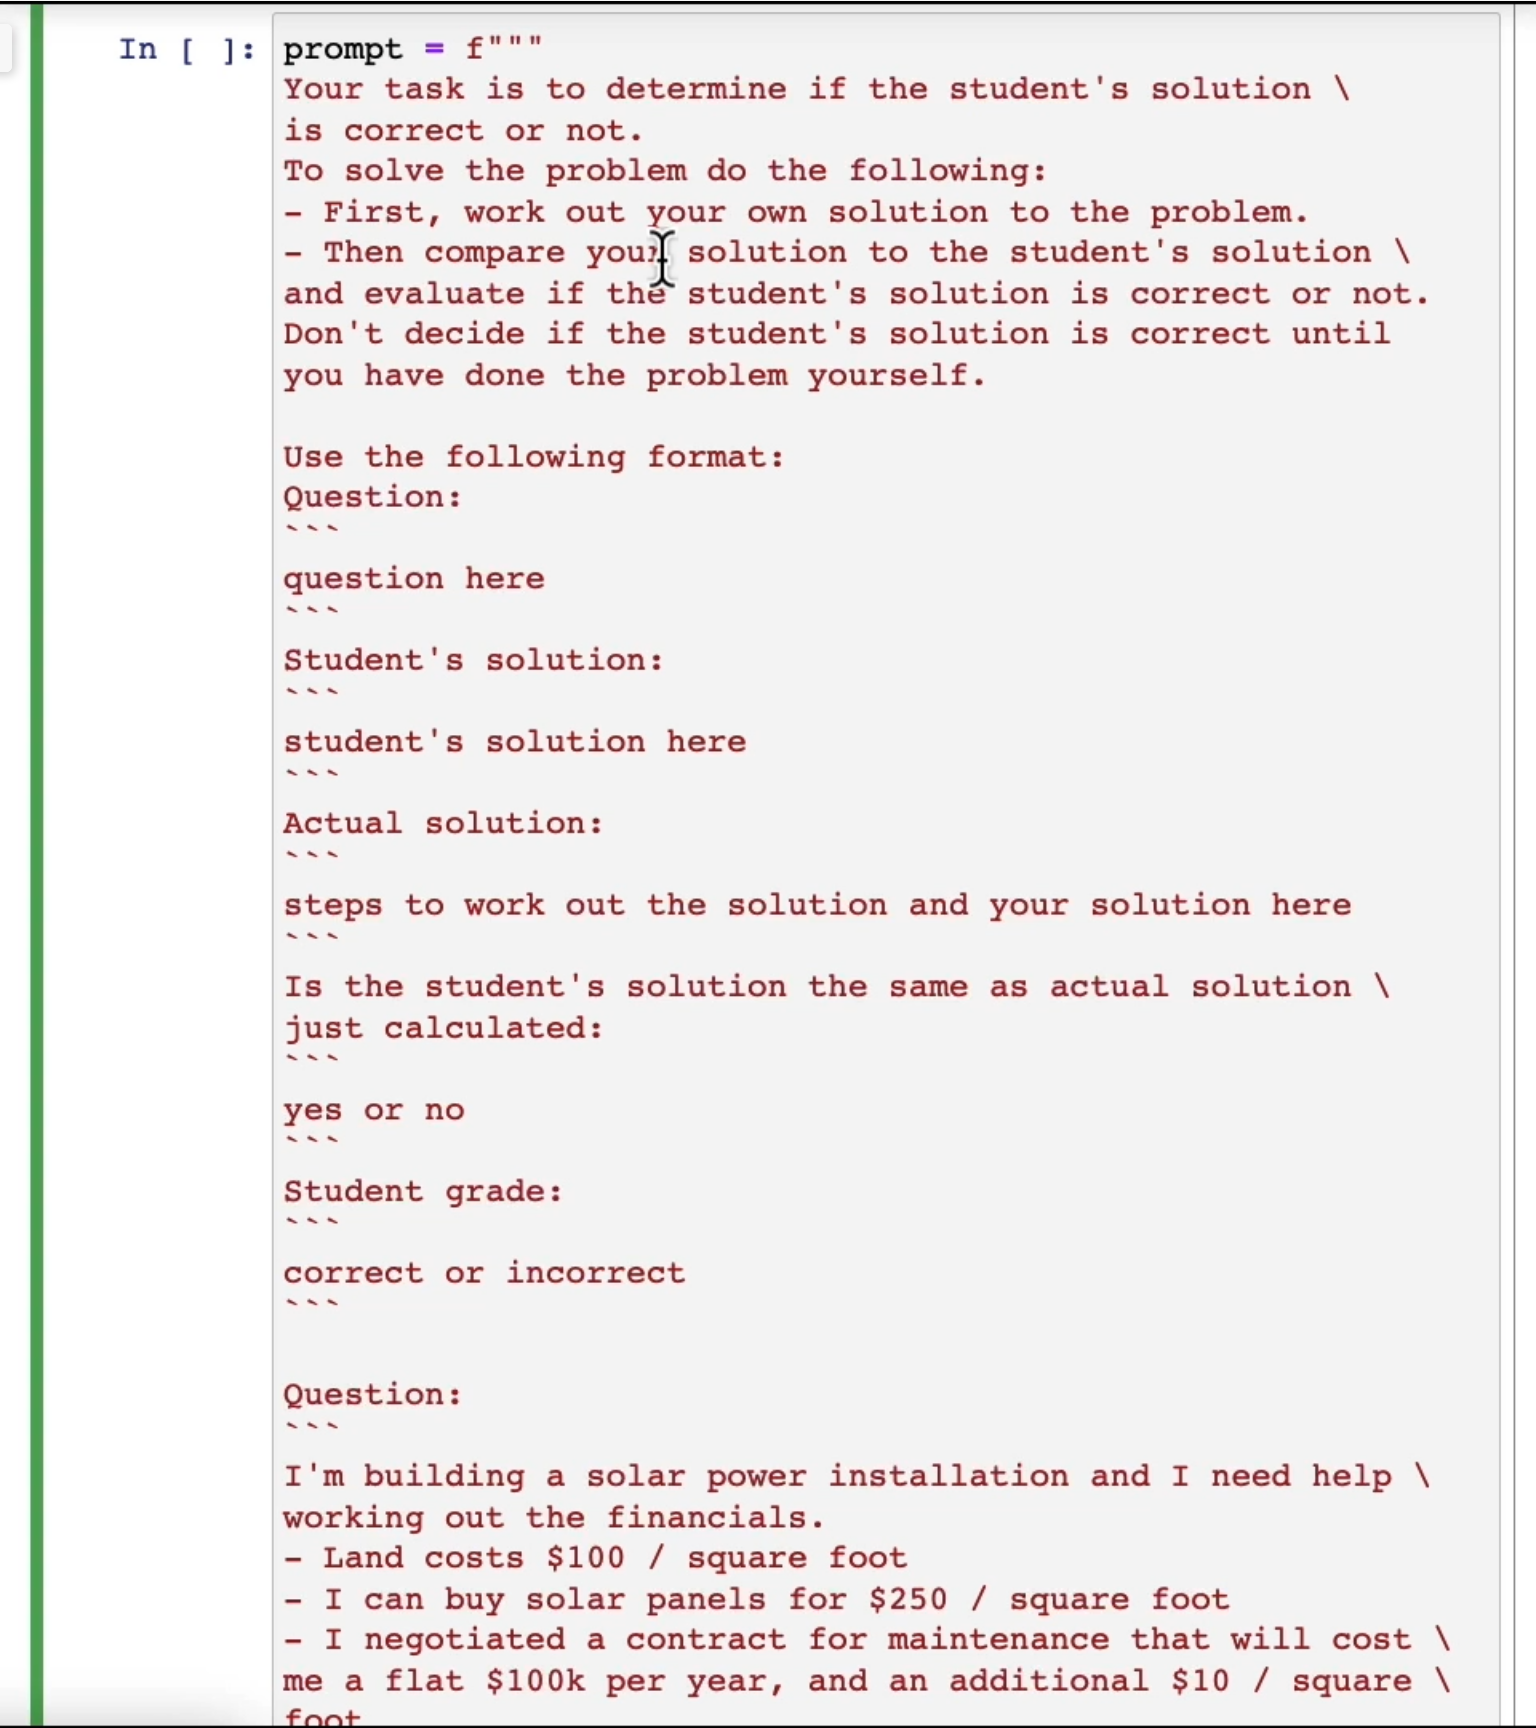 In [ ]: prompt = f"""
Your task is to determine if the student's solution \
is correct or not.
To solve the problem do the following:
- First, work out your own solution to the problem.
- Then compare your solution to the student's solution \
and evaluate if the student's solution is correct or not.
Don't decide if the student's solution is correct until
you have done the problem yourself.

Use the following format:
Question:
```
question here
```
Student's solution:
```
student's solution here
```
Actual solution:
```
steps to work out the solution and your solution here
```
Is the student's solution the same as actual solution \
just calculated:
```
yes or no
```
Student grade:
```
correct or incorrect
```

Question:
```
I'm building a solar power installation and I need help \
working out the financials.
- Land costs $100 / square foot
- I can buy solar panels for $250 / square foot
- I negotiated a contract for maintenance that will cost \
me a flat $100k per year, and an additional $10 / square \
foot